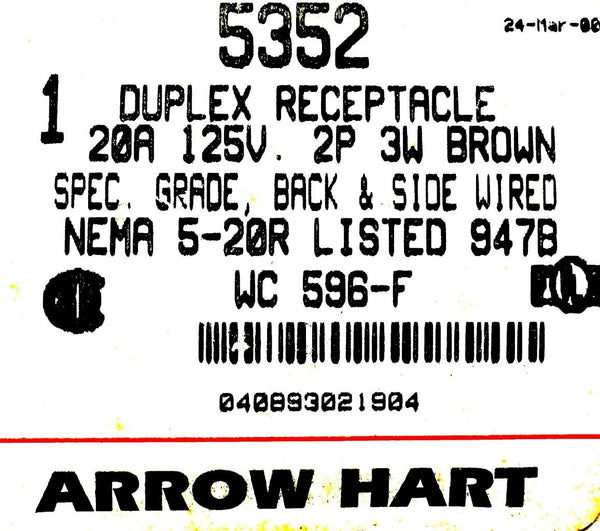 5352
24-Mar-00
1
DUPLEX RECEPTACLE
20A 125V. 2P 3W BROWN
SPEC. GRADE, BACK & SIDE WIRED
NEMA 5-20R LISTED 947B
WC 596-F
040893021904
ARROW HART